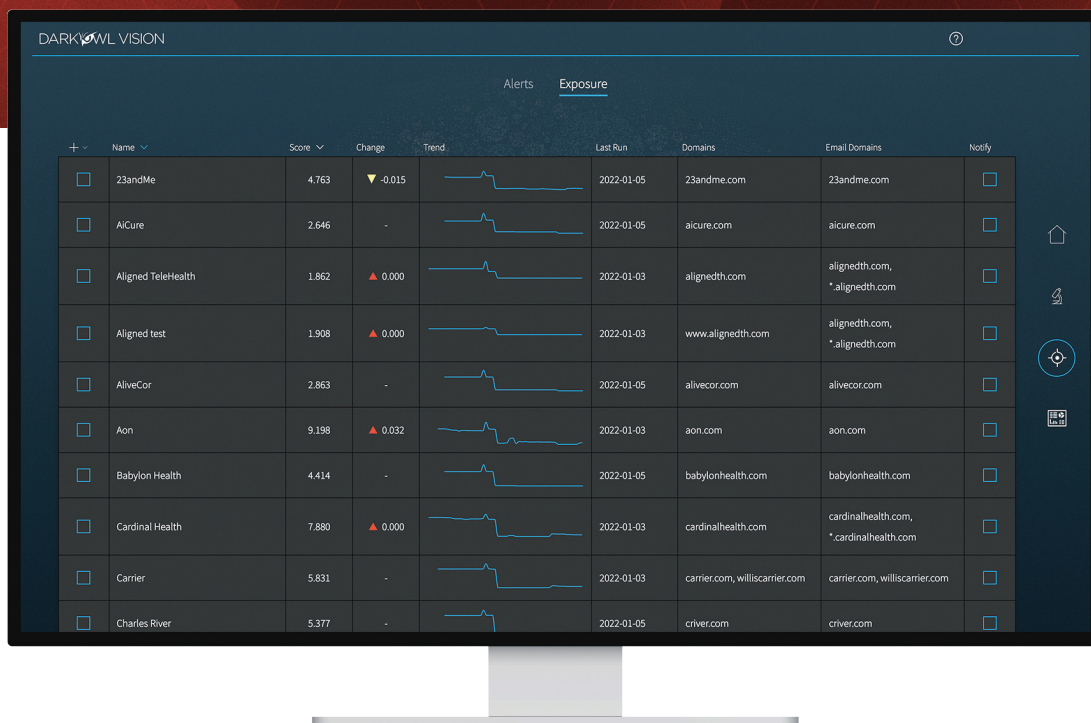 DARKOWL VISION
Alerts Exposure
Name Score Change Trend Last Run Domains Email Domains Notify
23andMe 4.763 -0.015 2022-01-05 23andme.com 23andme.com
AiCure 2.646 - 2022-01-05 aicure.com aicure.com
Aligned TeleHealth 1.862 0.000 2022-01-03 alignedth.com alignedth.com,
*.alignedth.com
Aligned test 1.908 0.000 2022-01-03 www.alignedth.com alignedth.com,
*.alignedth.com
AliveCor 2.863 - 2022-01-05 alivecor.com alivecor.com
Aon 9.198 0.032 2022-01-03 aon.com aon.com
Babylon Health 4.414 - 2022-01-05 babylonhealth.com babylonhealth.com
Cardinal Health 7.880 0.000 2022-01-03 cardinalhealth.com cardinalhealth.com,
*.cardinalhealth.com
Carrier 5.831 - 2022-01-03 carrier.com, williscarrier.com carrier.com, williscarrier.com
Charles River 5.377 - 2022-01-05 criver.com criver.com